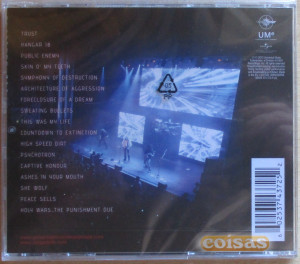 TRUST
HANGAR 18
PUBLIC ENEMY
SKIN O' MY TEETH
SYMPHONY OF DESTRUCTION
ARCHITECTURE OF AGGRESSION
FORECLOSURE OF A DREAM
SWEATING BULLETS
THIS WAS MY LIFE
COUNTDOWN TO EXTINCTION
HIGH SPEED DIRT
PSYCHOTRON
CAPTIVE HONOUR
ASHES IN YOUR MOUTH
SHE WOLF
PEACE SELLS
HOLY WARS...THE PUNISHMENT DUE
UMe
coisas